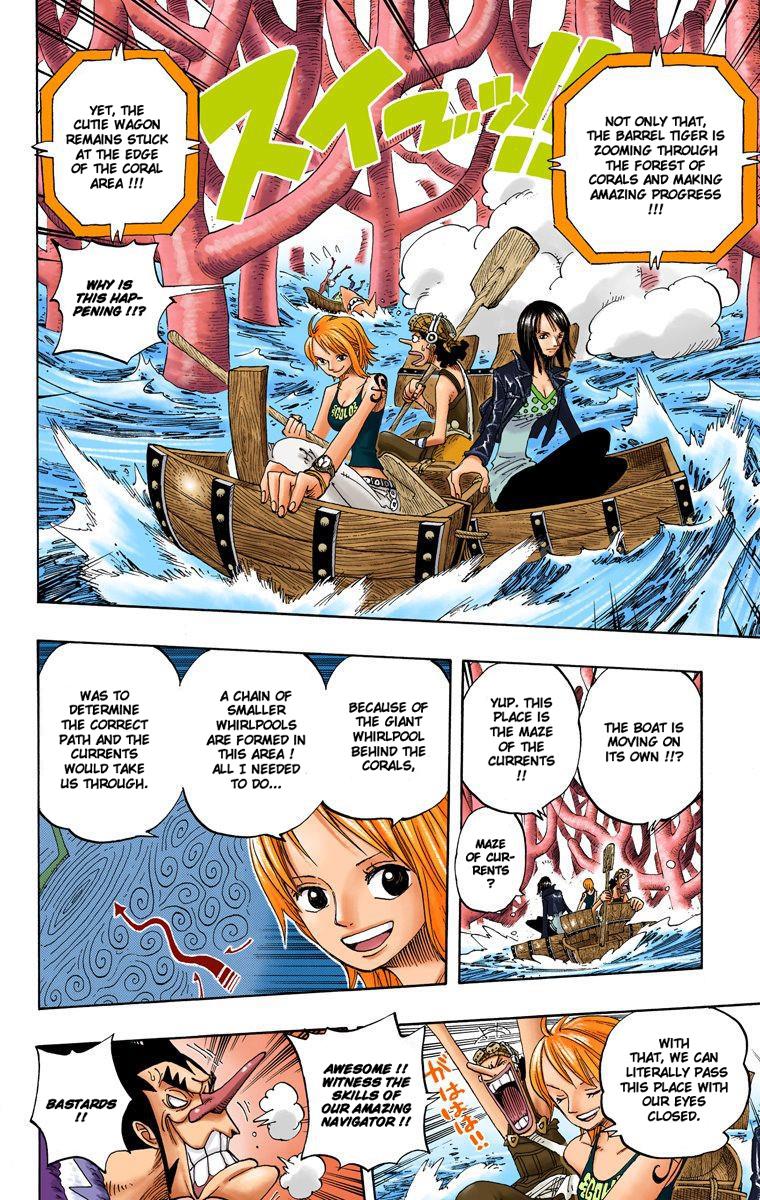 NOT ONLY THAT,
THE BARREL TIGER IS
ZOOMING THROUGH
THE FOREST OF
CORALS AND MAKING
AMAZING PROGRESS
!!!
スイーーッ!!
YET, THE
CUTIE WAGON
REMAINS STUCK
AT THE EDGE
OF THE CORAL
AREA !!!
WHY IS
THIS HAP-
PENING !!?
THE BOAT IS
MOVING ON
ITS OWN !!?
YUP. THIS
PLACE IS
THE MAZE
OF THE
CURRENTS
!!
MAZE
OF CUR-
RENTS
?
BECAUSE OF
THE GIANT
WHIRLPOOL
BEHIND THE
CORALS,
A CHAIN OF
SMALLER
WHIRLPOOLS
ARE FORMED IN
THIS AREA !
ALL I NEEDED
TO DO...
WAS TO
DETERMINE
THE CORRECT
PATH AND THE
CURRENTS
WOULD TAKE
US THROUGH.
WITH
THAT, WE CAN
LITERALLY PASS
THIS PLACE WITH
OUR EYES
CLOSED.
がはははは!!
AWESOME !!
WITNESS THE
SKILLS OF
OUR AMAZING
NAVIGATOR !!
BASTARDS
!!